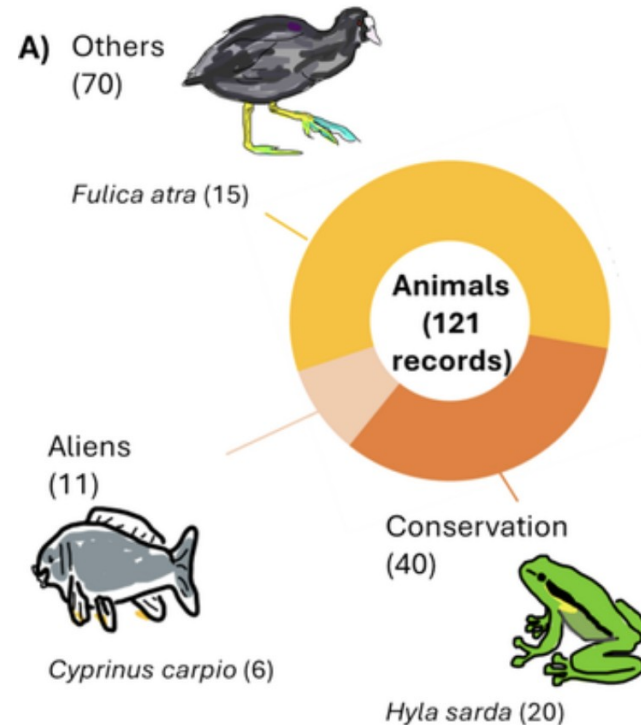 A) Others
(70)
Fulica atra (15)
Animals
(121
records)
Aliens
(11)
Cyprinus carpio (6)
Conservation
(40)
Hyla sarda (20)